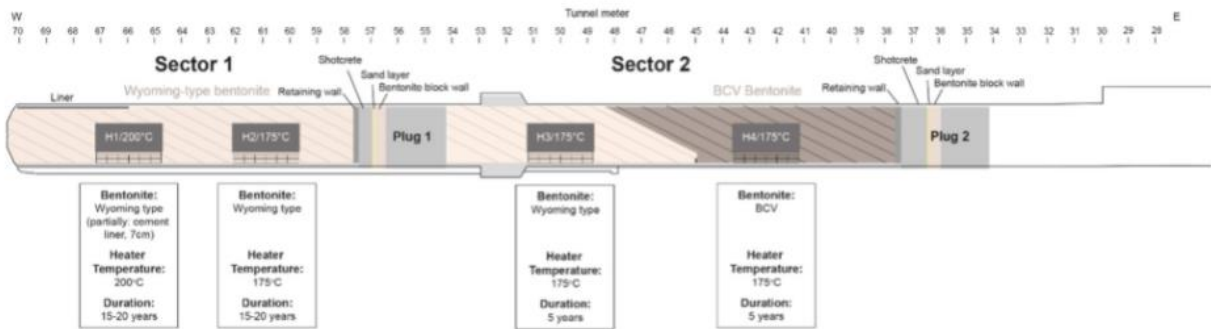 Tunnel meter
W E
70 69 68 67 66 65 64 63 62 61 60 59 58 57 56 55 54 53 52 51 50 49 48 47 46 45 44 43 42 41 40 39 38 37 36 35 34 33 32 31 30 29 28
Sector 1 Sector 2
Shotcrete Shotcrete
Sand layer Sand layer
Wyoming-type bentonite Retaining wall Bentonite block wall BCV Bentonite Retaining wall Bentonite block wall
Liner
H1/200°C H2/175°C Plug 1 H3/175°C H4/175°C Plug 2
Bentonite:
Wyoming type
(partially: cement
liner, 7cm)
Heater
Temperature:
200°C
Duration:
15-20 years
Bentonite:
Wyoming type
Heater
Temperature:
175°C
Duration:
15-20 years
Bentonite:
Wyoming type
Heater
Temperature:
175°C
Duration:
5 years
Bentonite:
BCV
Heater
Temperature:
175°C
Duration:
5 years